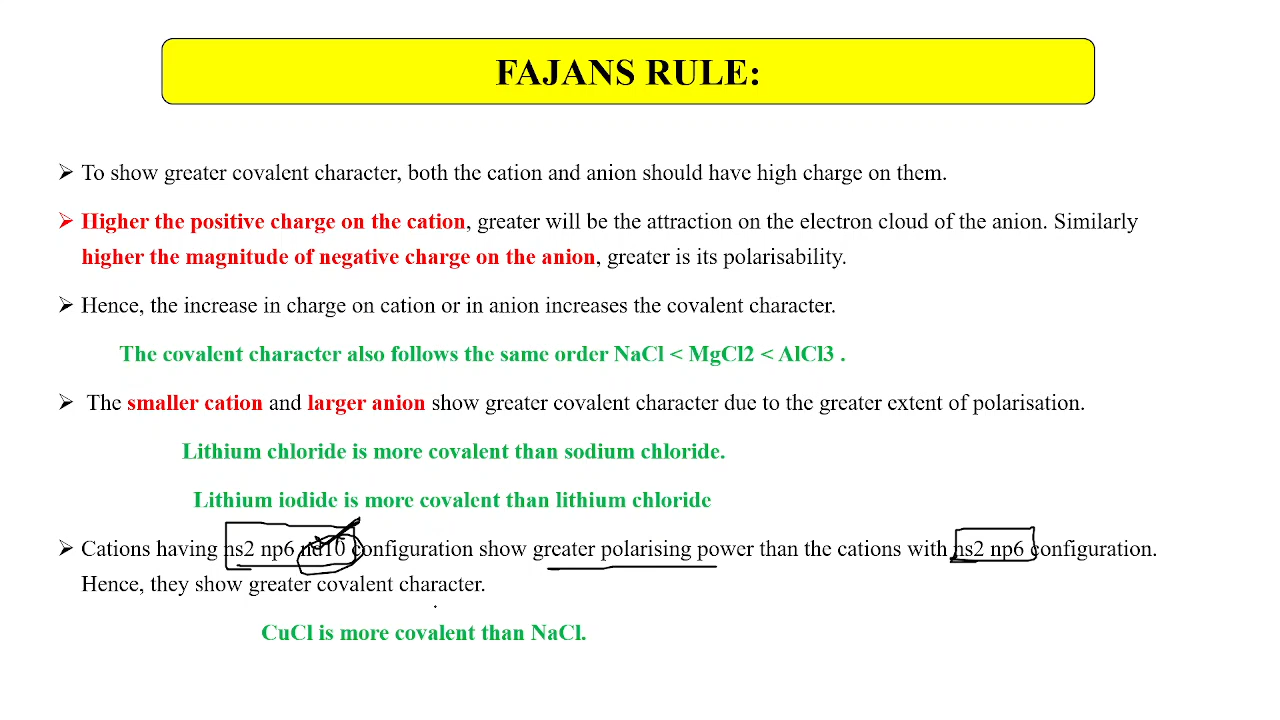 FAJANS RULE:
➢ To show greater covalent character, both the cation and anion should have high charge on them.
➢ Higher the positive charge on the cation, greater will be the attraction on the electron cloud of the anion. Similarly
higher the magnitude of negative charge on the anion, greater is its polarisability.
➢ Hence, the increase in charge on cation or in anion increases the covalent character.
The covalent character also follows the same order NaCl < MgCl2 < AlCl3 .
➢ The smaller cation and larger anion show greater covalent character due to the greater extent of polarisation.
Lithium chloride is more covalent than sodium chloride.
Lithium iodide is more covalent than lithium chloride
➢ Cations having ns2 np6 nd10 configuration show greater polarising power than the cations with ns2 np6 configuration.
Hence, they show greater covalent character.
CuCl is more covalent than NaCl.